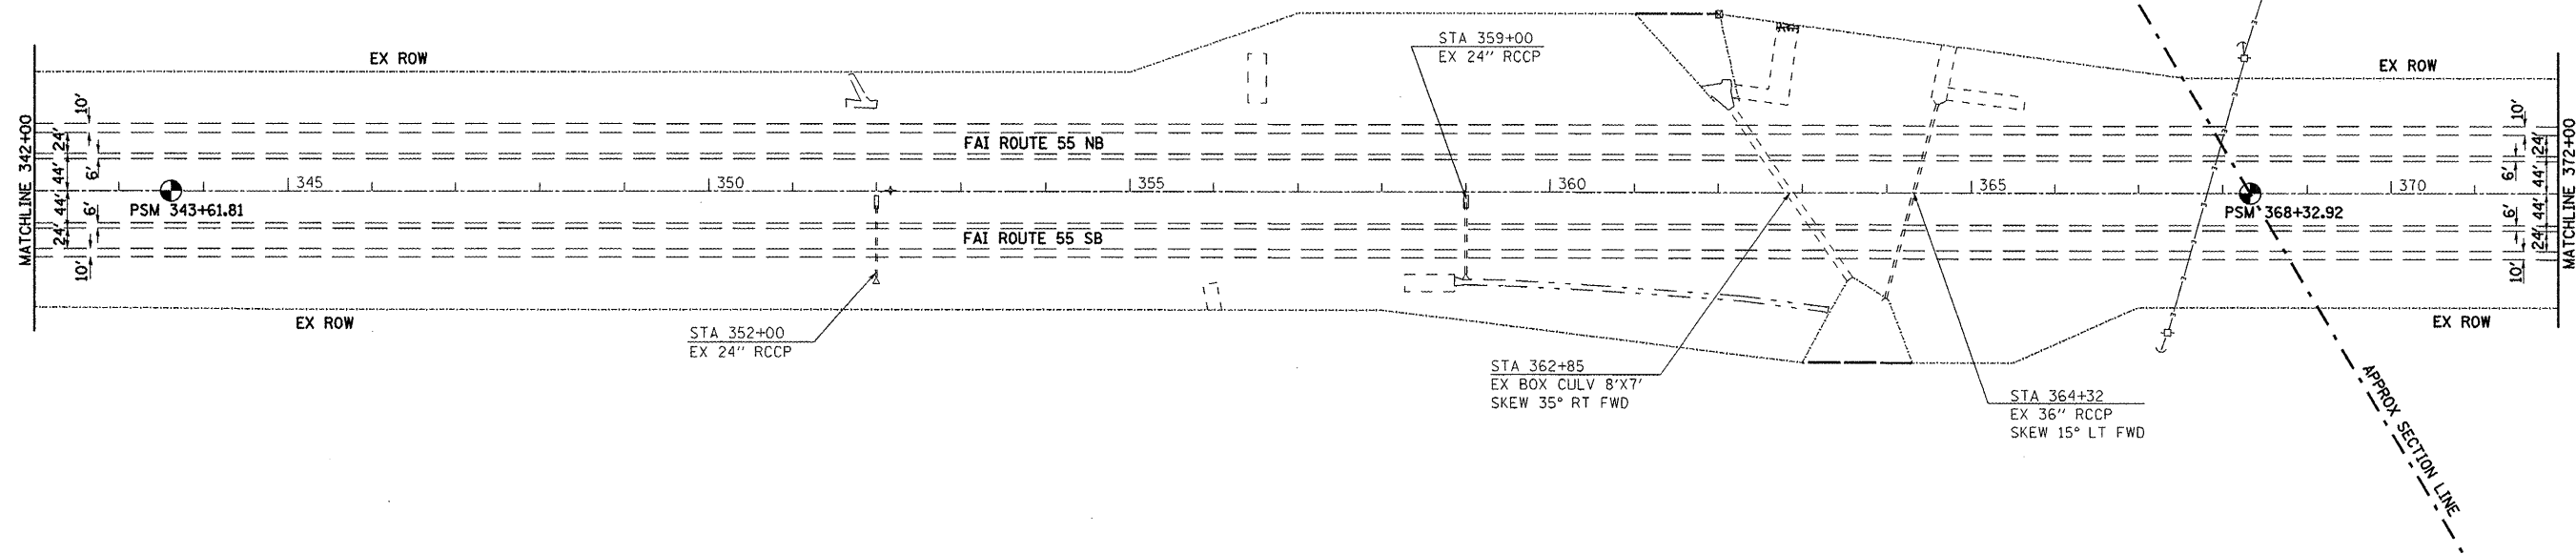 STA 359+00
EX 24" RCCP
EX ROW
EX ROW
MATCHLINE 342+00
10'
24'
6'
44'
44'
6'
24'
10'
FAI ROUTE 55 NB
345
350
355
360
365
370
PSM 343+61.81
PSM 368+32.92
FAI ROUTE 55 SB
10'
24'
6'
44'
44'
6'
24'
10'
MATCHLINE 372+00
EX ROW
EX ROW
STA 352+00
EX 24" RCCP
STA 362+85
EX BOX CULV 8'X7'
SKEW 35° RT FWD
STA 364+32
EX 36" RCCP
SKEW 15° LT FWD
APPROX SECTION LINE